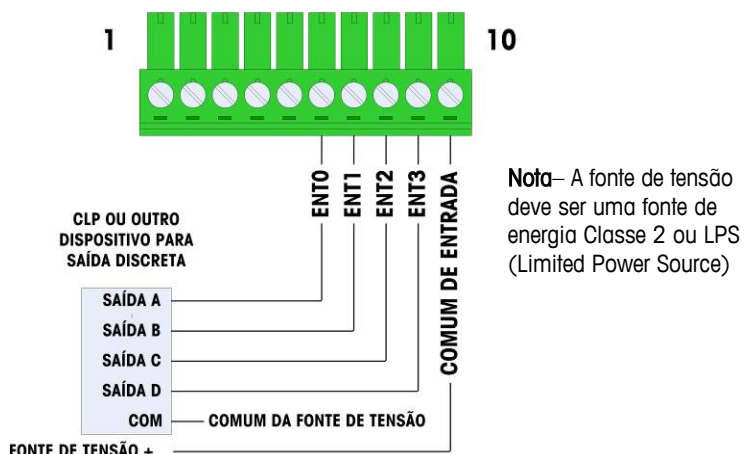 1
10
ENT0
ENT1
ENT2
ENT3
COMUM DE ENTRADA
Nota– A fonte de tensão
deve ser uma fonte de
energia Classe 2 ou LPS
(Limited Power Source)
CLP OU OUTRO
DISPOSITIVO PARA
SAÍDA DISCRETA
SAÍDA A
SAÍDA B
SAÍDA C
SAÍDA D
COM
COMUM DA FONTE DE TENSÃO
FONTE DE TENSÃO +